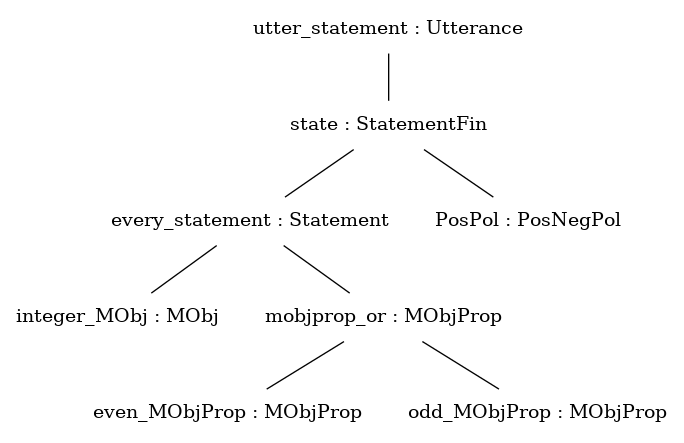 utter_statement : Utterance
state : StatementFin
every_statement : Statement PosPol : PosNegPol
integer_MObj : MObj mobjprop_or : MObjProp
even_MObjProp : MObjProp odd_MObjProp : MObjProp